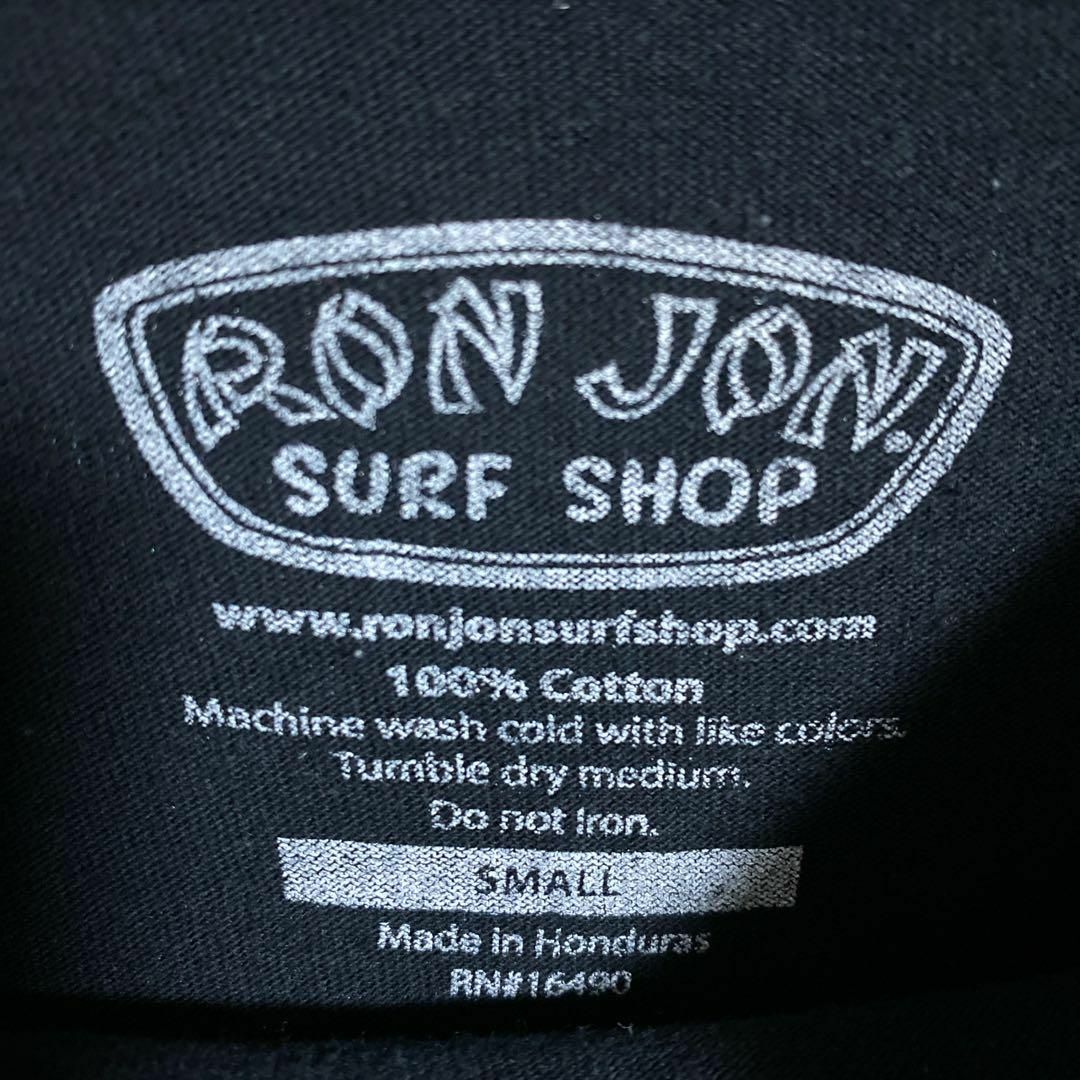 RON JON
SURF SHOP
www.ronjonsurfshop.com
100% Cotton
Machine wash cold with like colors.
Tumble dry medium.
Do not Iron.
SMALL
Made in Honduras
RN#16490